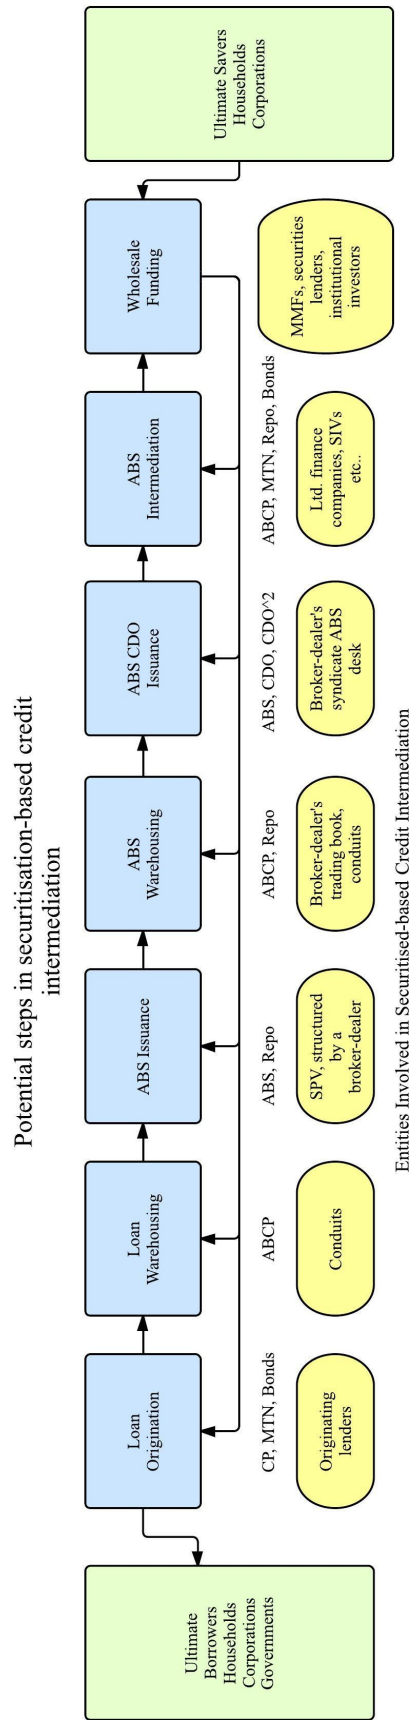 Potential steps in securitisation-based credit
intermediation
Ultimate
Borrowers
Households
Corporations
Governments
Loan
Origination
Loan
Warehousing
ABS Issuance
ABS
Warehousing
ABS CDO
Issuance
ABS
Intermediation
Wholesale
Funding
Ultimate Savers
Households
Corporations
CP, MTN, Bonds
ABCP
ABS, Repo
ABCP, Repo
ABS, CDO, CDO^2
ABCP, MTN, Repo, Bonds
Originating
lenders
Conduits
SPV, structured
by a
broker-dealer
Broker-dealer's
trading book,
conduits
Broker-dealer's
syndicate ABS
desk
Ltd. finance
companies, SIVs
etc..
MMFs, securities
lenders,
institutional
investors
Entities Involved in Securitised-based Credit Intermediation